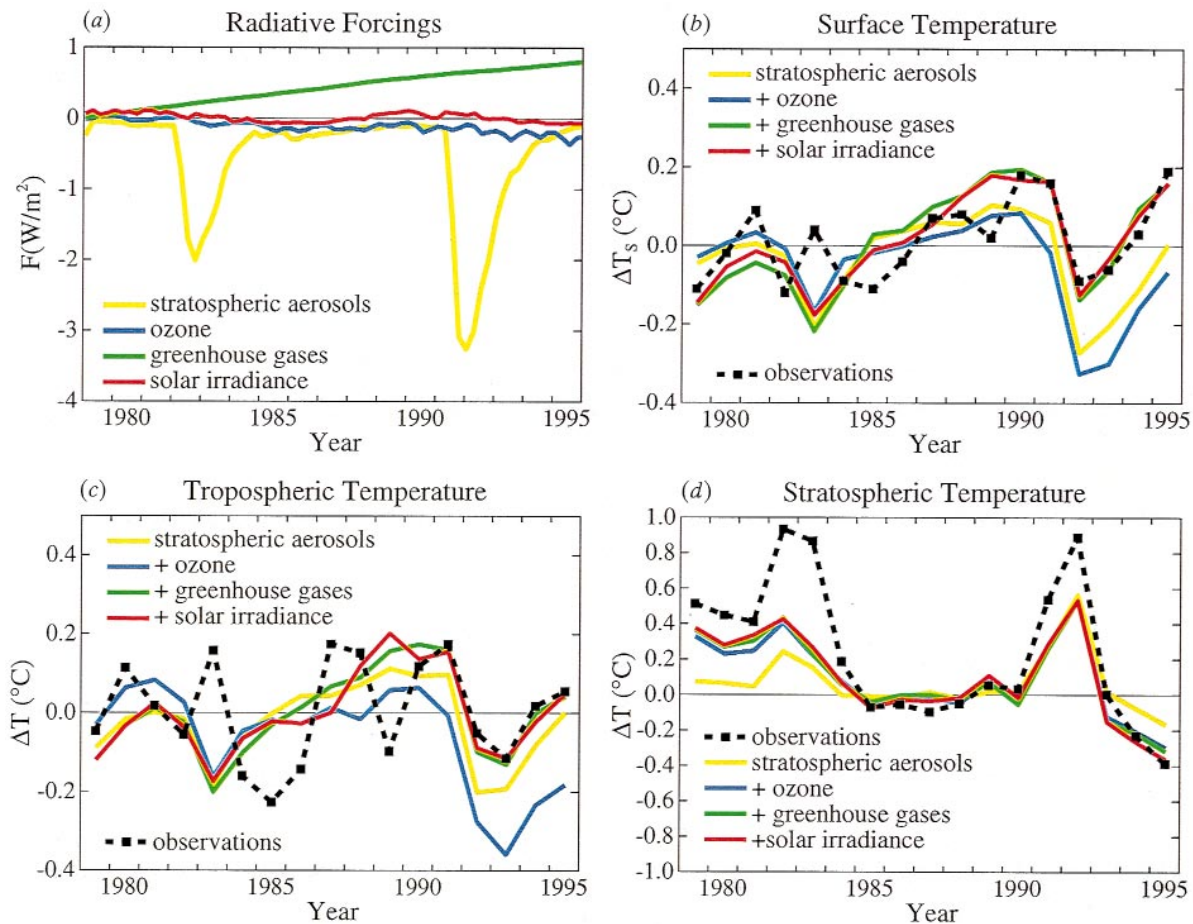 (a) Radiative Forcings
1
0
-1
-2
-3
-4
F(W/m²)
stratospheric aerosols
ozone
greenhouse gases
solar irradiance
1980 1985 1990 1995
Year
(b) Surface Temperature
0.4
0.2
0.0
-0.2
-0.4
ΔTs (°C)
stratospheric aerosols
+ ozone
+ greenhouse gases
+ solar irradiance
observations
1980 1985 1990 1995
Year
(c) Tropospheric Temperature
0.4
0.2
0.0
-0.2
-0.4
ΔT (°C)
stratospheric aerosols
+ ozone
+ greenhouse gases
+ solar irradiance
observations
1980 1985 1990 1995
Year
(d) Stratospheric Temperature
1.0
0.8
0.6
0.4
0.2
0.0
-0.2
-0.4
-0.6
-0.8
-1.0
ΔT (°C)
observations
stratospheric aerosols
+ ozone
+ greenhouse gases
+solar irradiance
1980 1985 1990 1995
Year